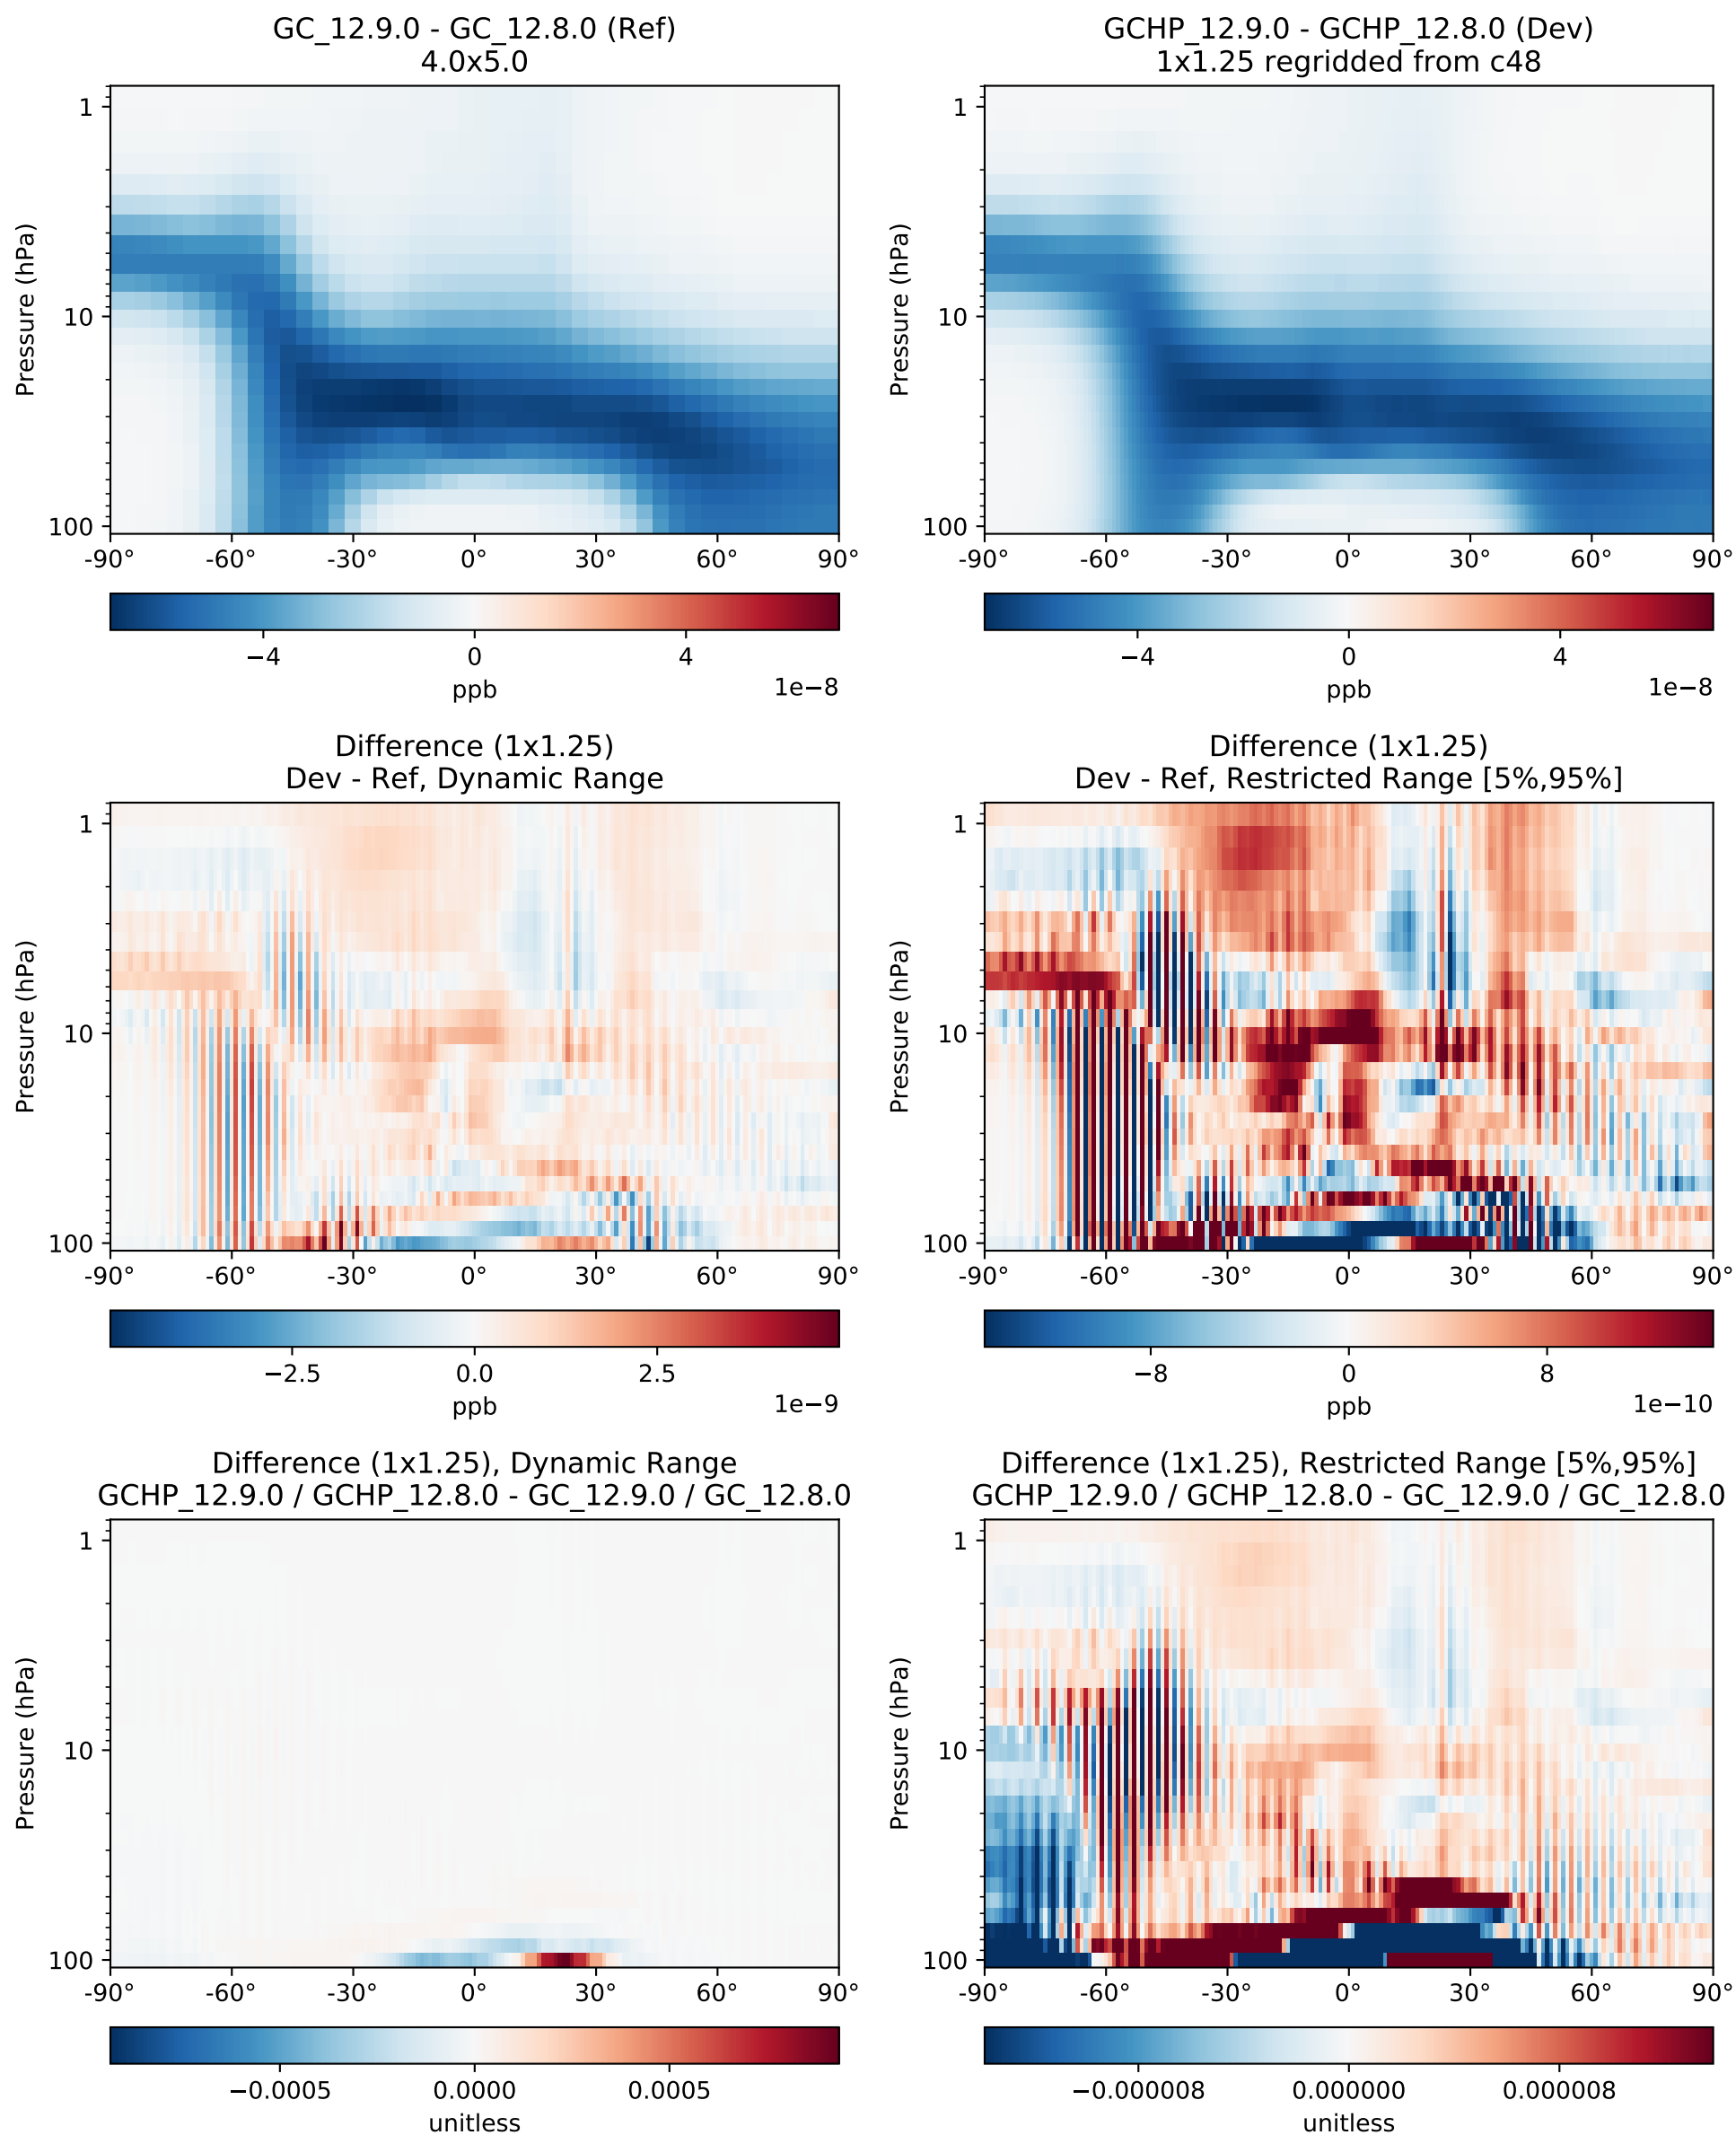 GC_12.9.0 - GC_12.8.0 (Ref)
4.0x5.0
GCHP_12.9.0 - GCHP_12.8.0 (Dev)
1x1.25 regridded from c48
Pressure (hPa)
1
10
100
-90° -60° -30° 0° 30° 60° 90°
−4 0 4
ppb 1e−8
Pressure (hPa)
1
10
100
-90° -60° -30° 0° 30° 60° 90°
−4 0 4
ppb 1e−8
Difference (1x1.25)
Dev - Ref, Dynamic Range
Difference (1x1.25)
Dev - Ref, Restricted Range [5%,95%]
Pressure (hPa)
1
10
100
-90° -60° -30° 0° 30° 60° 90°
−2.5 0.0 2.5
ppb 1e−9
Pressure (hPa)
1
10
100
-90° -60° -30° 0° 30° 60° 90°
−8 0 8
ppb 1e−10
Difference (1x1.25), Dynamic Range
GCHP_12.9.0 / GCHP_12.8.0 - GC_12.9.0 / GC_12.8.0
Difference (1x1.25), Restricted Range [5%,95%]
GCHP_12.9.0 / GCHP_12.8.0 - GC_12.9.0 / GC_12.8.0
Pressure (hPa)
1
10
100
-90° -60° -30° 0° 30° 60° 90°
−0.0005 0.0000 0.0005
unitless
Pressure (hPa)
1
10
100
-90° -60° -30° 0° 30° 60° 90°
−0.000008 0.000000 0.000008
unitless